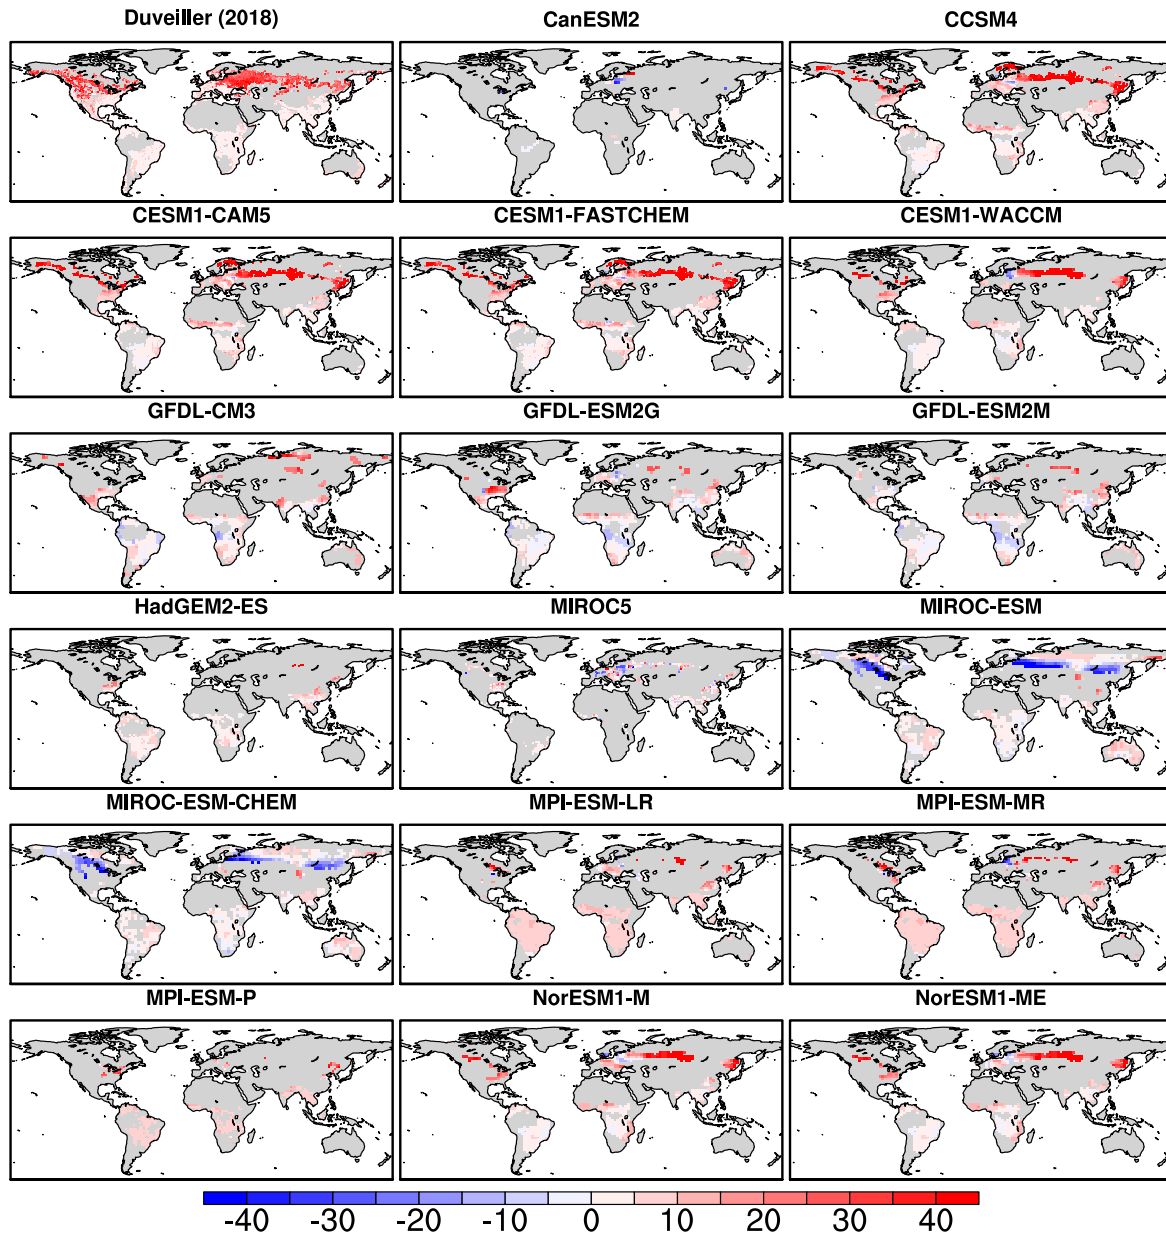 Duveiller (2018) CanESM2 CCSM4
CESM1-CAM5 CESM1-FASTCHEM CESM1-WACCM
GFDL-CM3 GFDL-ESM2G GFDL-ESM2M
HadGEM2-ES MIROC5 MIROC-ESM
MIROC-ESM-CHEM MPI-ESM-LR MPI-ESM-MR
MPI-ESM-P NorESM1-M NorESM1-ME
-40 -30 -20 -10 0 10 20 30 40